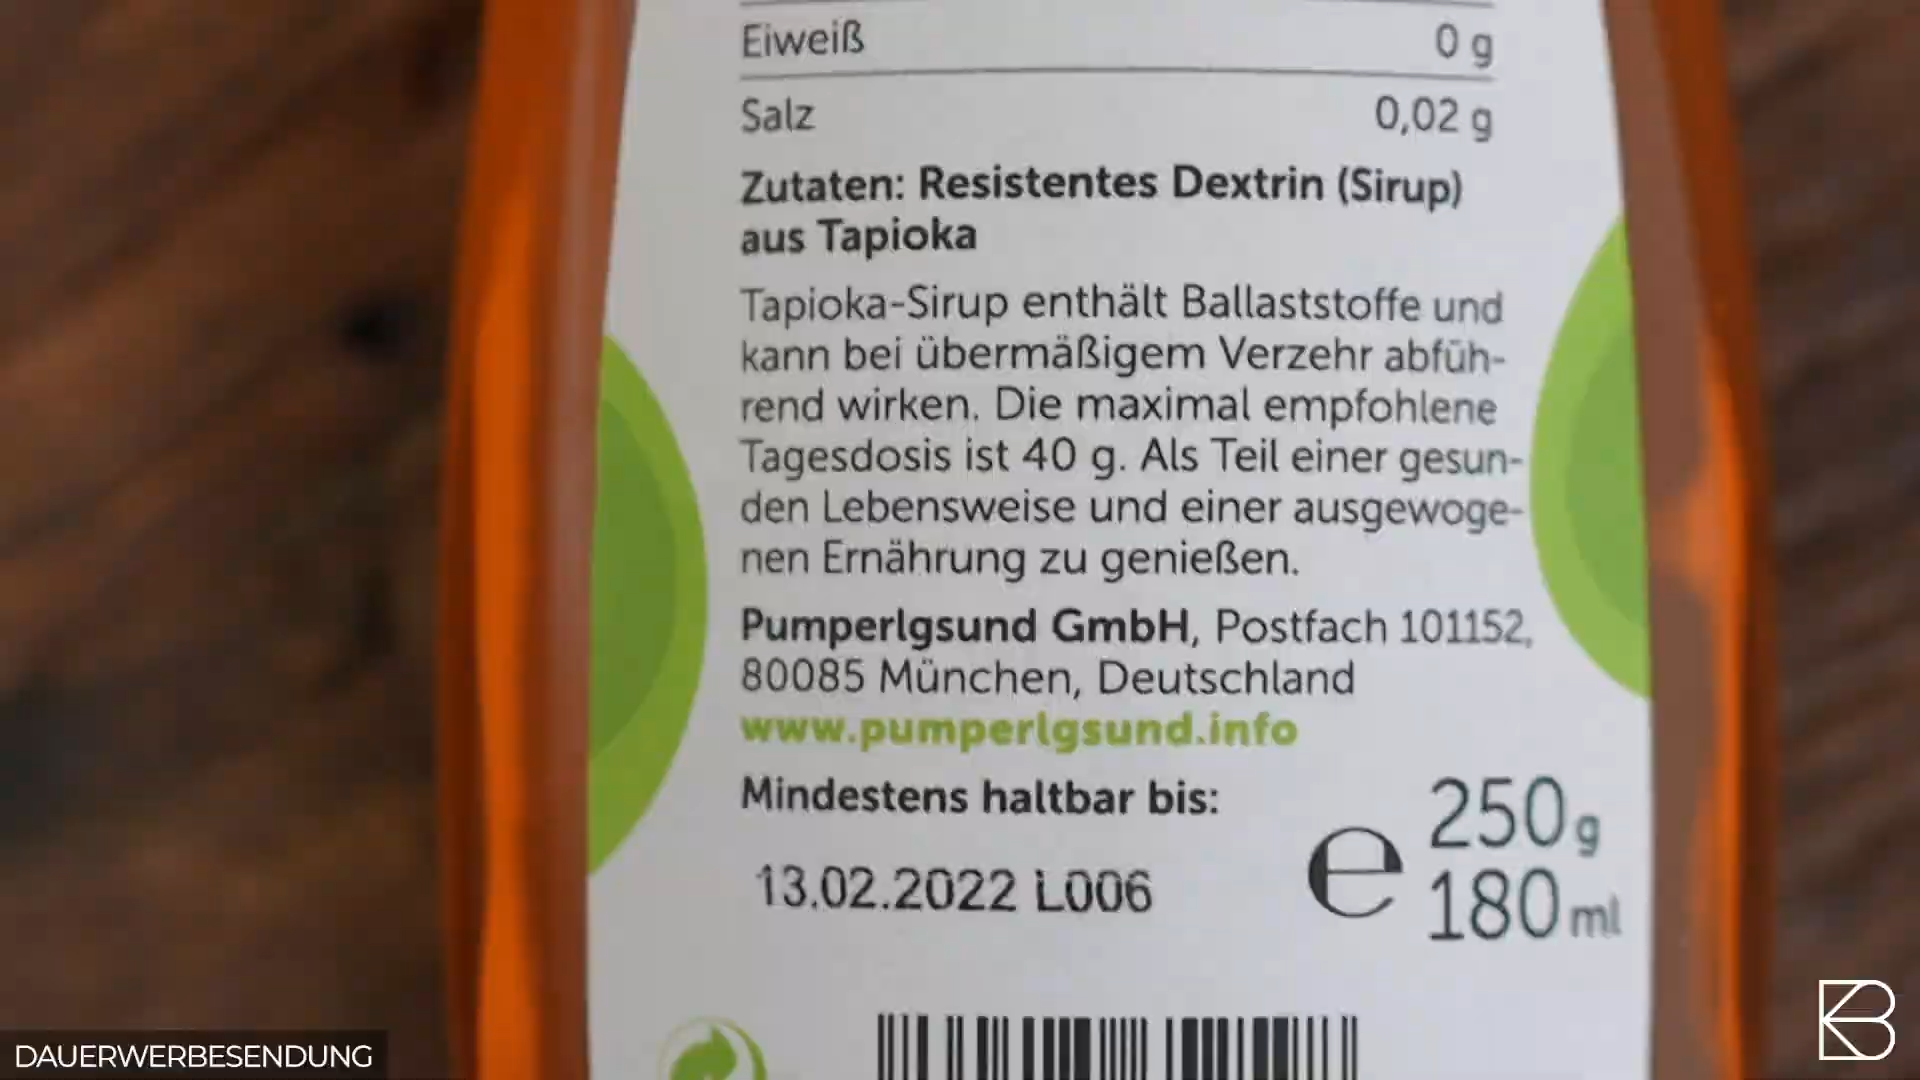 Eiweiß 0 g
Salz 0,02 g
Zutaten: Resistentes Dextrin (Sirup)
aus Tapioka
Tapioka-Sirup enthält Ballaststoffe und
kann bei übermäßigem Verzehr abfüh-
rend wirken. Die maximal empfohlene
Tagesdosis ist 40 g. Als Teil einer gesun-
den Lebensweise und einer ausgewoge-
nen Ernährung zu genießen.
Pumperlgsund GmbH, Postfach 101152,
80085 München, Deutschland
www.pumperlgsund.info
Mindestens haltbar bis:
13.02.2022 L006
e 250 g
180 ml
DAUERWERBESENDUNG